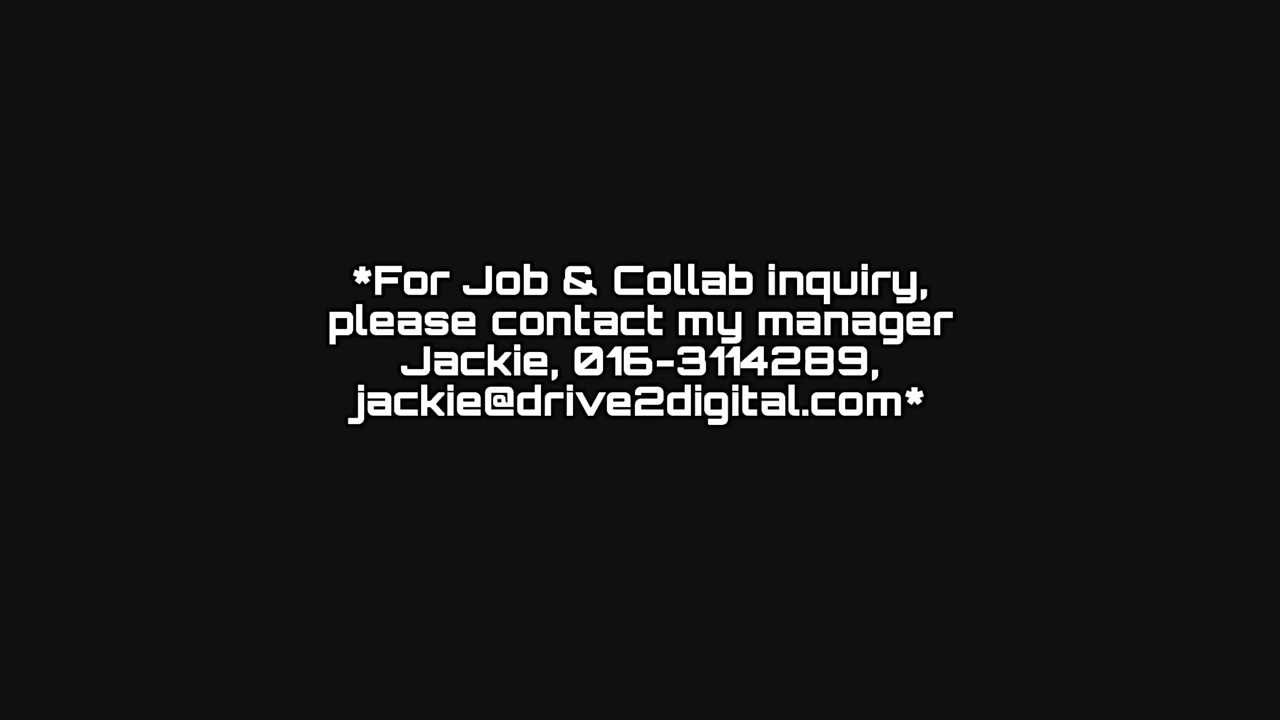 *For Job & Collab inquiry,
please contact my manager
Jackie, 016-3114289,
jackie@drive2digital.com*